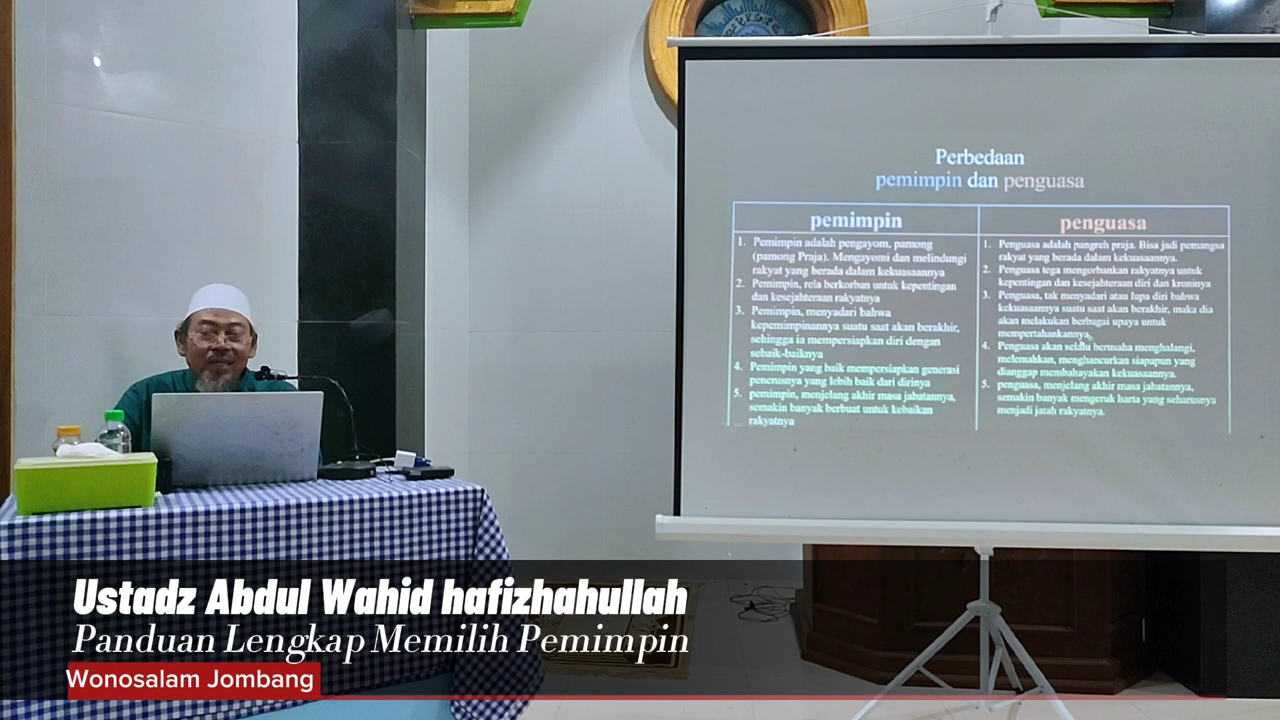 Perbedaan
pemimpin dan penguasa
pemimpin
1. Pemimpin adalah pengayom, pamong
(pamong Praja). Mengayomi dan melindungi
rakyat yang berada dalam kekuasaannya
2. Pemimpin, rela berkorban untuk kepentingan
dan kesejahteraan rakyatnya
3. Pemimpin, menyadari bahwa
kepemimpinannya suatu saat akan berakhir,
sehingga ia mempersiapkan diri dengan
sebaik-baiknya
4. Pemimpin yang baik mempersiapkan generasi
penerusnya yang lebih baik dari dirinya
5. pemimpin, menjelang akhir masa jabatannya,
semakin banyak berbuat untuk kebaikan
rakyatnya
penguasa
1. Penguasa adalah pangreh praja. Bisa jadi pemangsa
rakyat yang berada dalam kekuasaannya.
2. Penguasa tega mengorbankan rakyatnya untuk
kepentingan dan kesejahteraan diri dan kroninya
3. Penguasa, tak menyadari atau lupa diri bahwa
kekuasaannya suatu saat akan berakhir, maka dia
akan melakukan berbagai upaya untuk
mempertahankannya,
4. Penguasa akan selalu berusaha menghalangi,
melemahkan, menghancurkan siapapun yang
dianggap membahayakan kekuasaannya.
5. penguasa, menjelang akhir masa jabatannya,
semakin banyak mengeruk harta yang seharusnya
menjadi jatah rakyatnya.
Ustadz Abdul Wahid hafizhahullah
Panduan Lengkap Memilih Pemimpin
Wonosalam Jombang